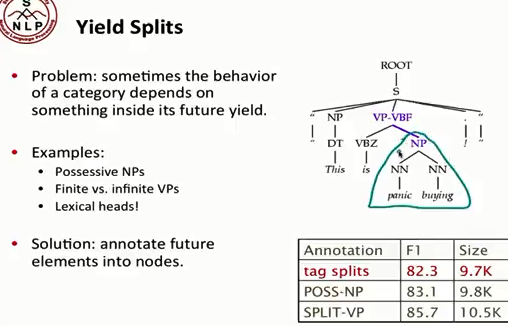 S
NLP
Yield Splits
• Problem: sometimes the behavior
of a category depends on
something inside its future yield.
• Examples:
• Possessive NPs
• Finite vs. infinite VPs
• Lexical heads!
• Solution: annotate future
elements into nodes.
ROOT
S
“ NP VP-VBF . ”
“ DT VBZ NP ! ”
This is NN NN
panic buying
Annotation F1 Size
tag splits 82.3 9.7K
POSS-NP 83.1 9.8K
SPLIT-VP 85.7 10.5K